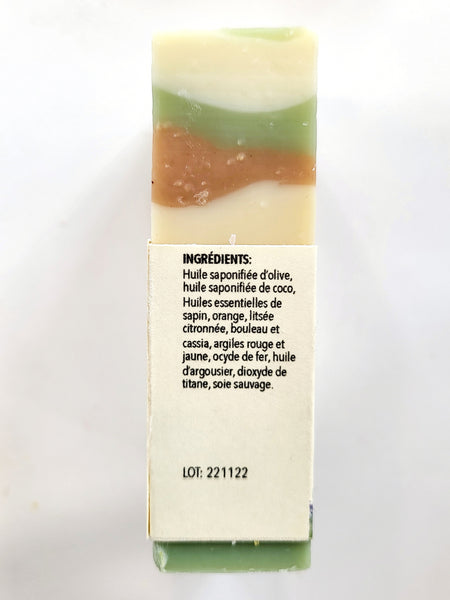 INGRÉDIENTS:
Huile saponifiée d'olive,
huile saponifiée de coco,
Huiles essentielles de
sapin, orange, litsée
citronnée, bouleau et
cassia, argiles rouge et
jaune, ocyde de fer, huile
d'argousier, dioxyde de
titane, soie sauvage.
LOT: 221122